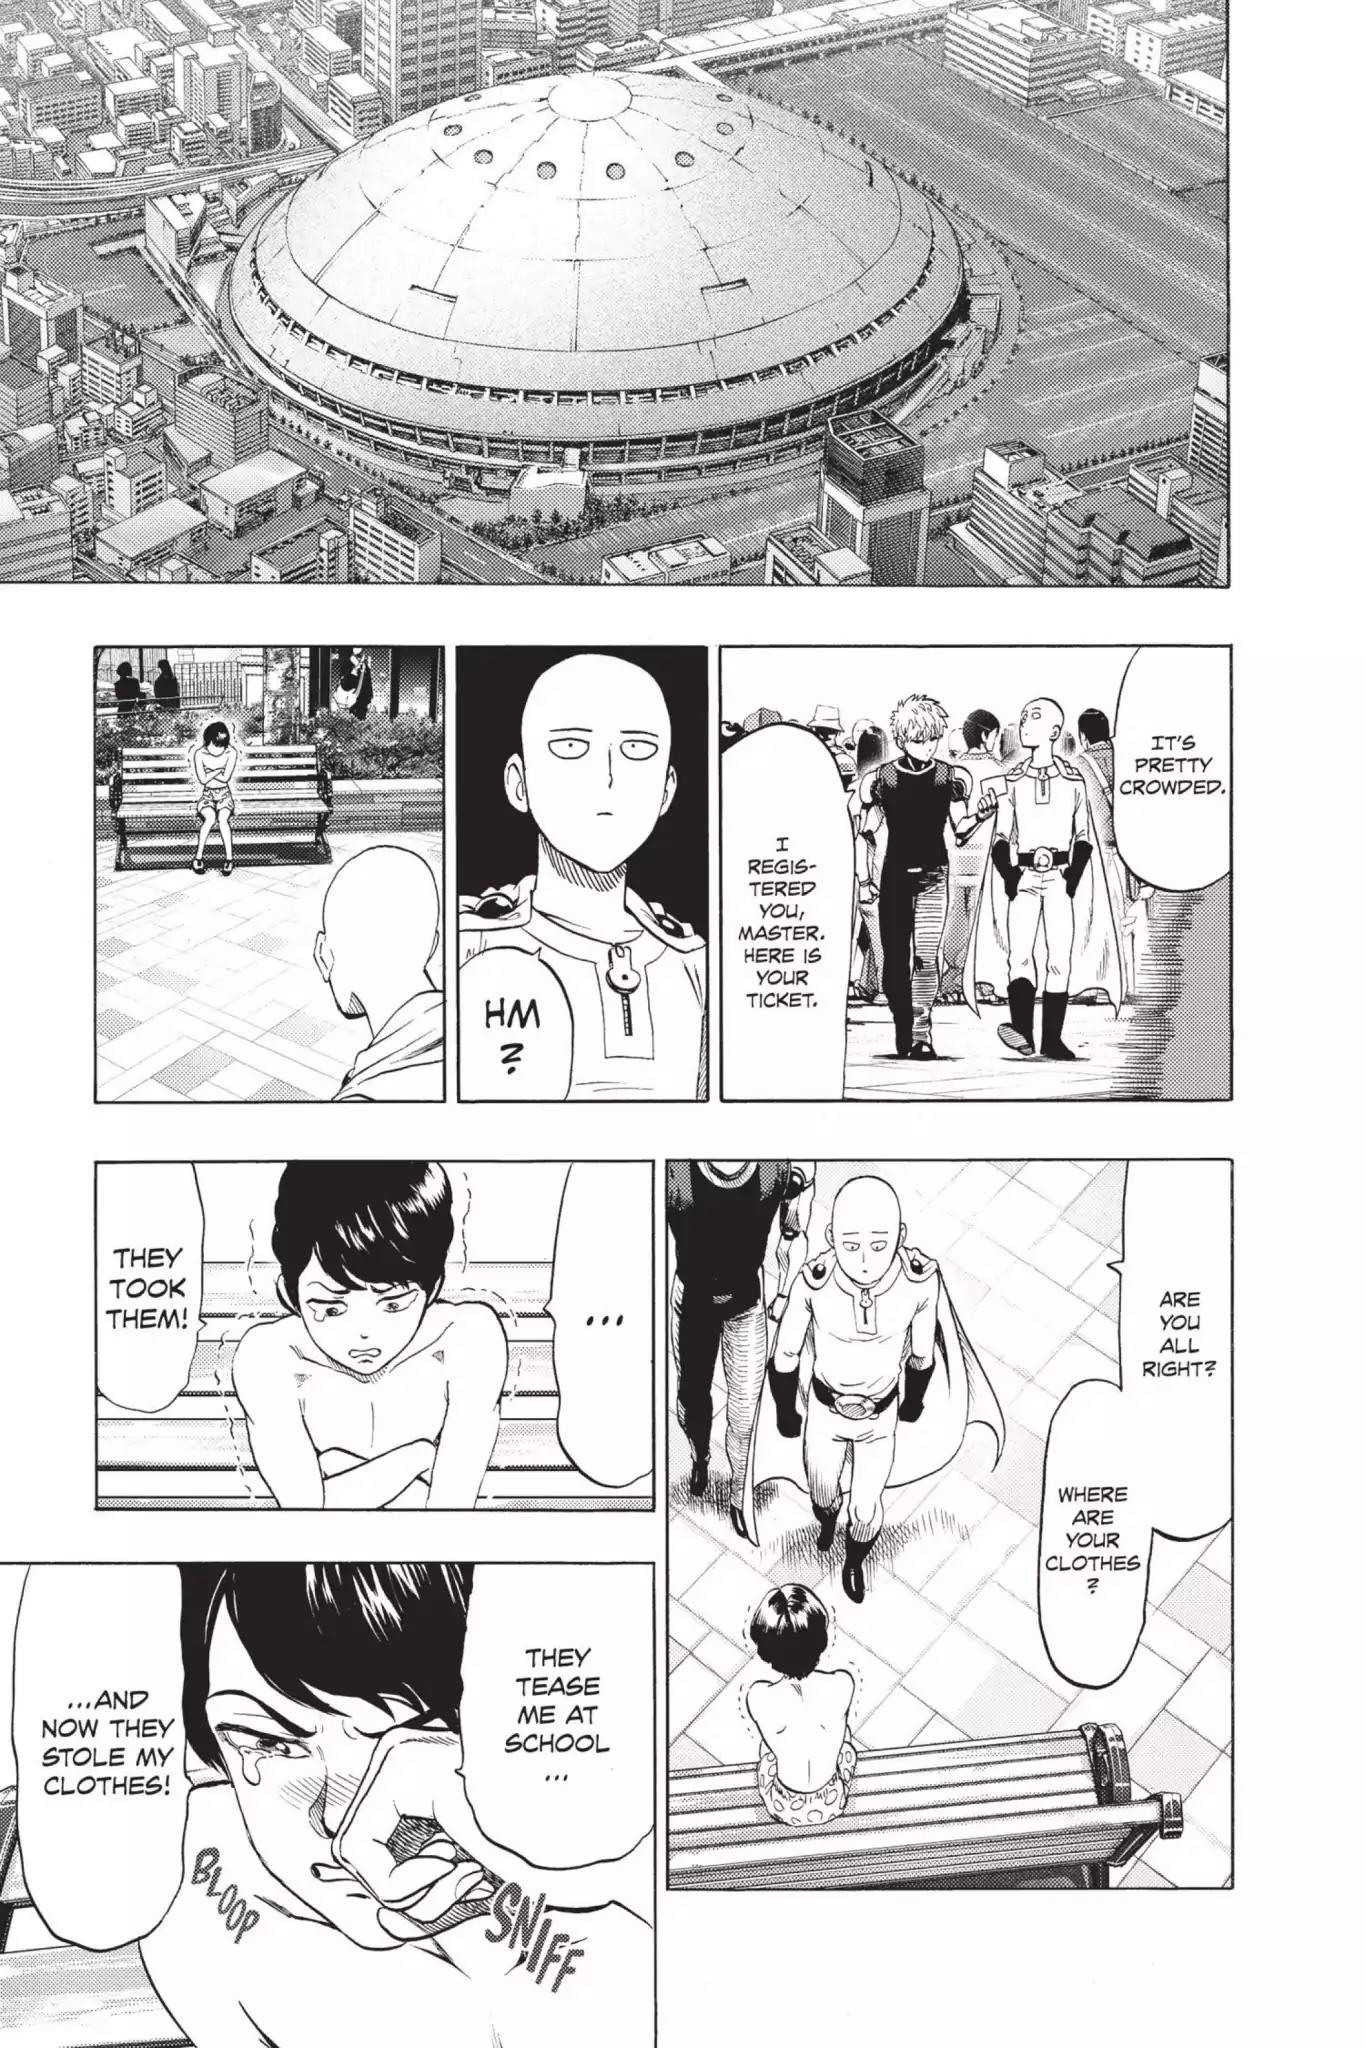 IT'S
PRETTY
CROWDED.
I
REGIS-
TERED
YOU,
MASTER.
HERE IS
YOUR
TICKET.
HM
?
ARE
YOU
ALL
RIGHT?
WHERE
ARE
YOUR
CLOTHES
?
...
THEY
TOOK
THEM!
THEY
TEASE
ME AT
SCHOOL
...
SNIFF
...AND
NOW THEY
STOLE MY
CLOTHES!
BLOOP